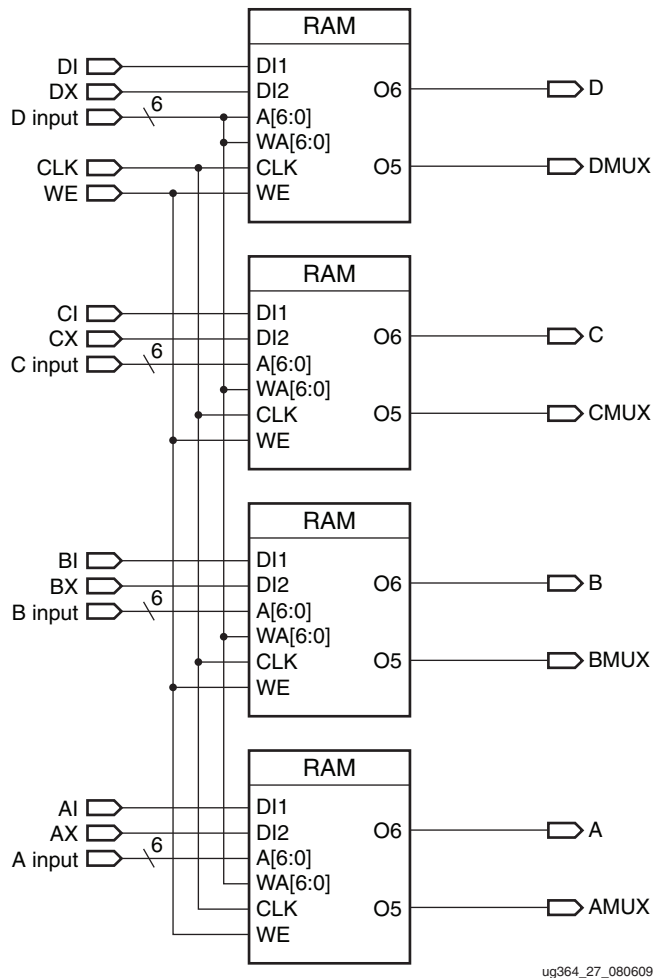 RAM
DI DI1
DX DI2 O6 D
D input 6 A[6:0]
WA[6:0]
CLK CLK O5 DMUX
WE WE
RAM
CI DI1
CX DI2 O6 C
C input 6 A[6:0]
WA[6:0]
CLK O5 CMUX
WE
RAM
BI DI1
BX DI2 O6 B
B input 6 A[6:0]
WA[6:0]
CLK O5 BMUX
WE
RAM
AI DI1
AX DI2 O6 A
A input 6 A[6:0]
WA[6:0]
CLK O5 AMUX
WE
ug364_27_080609